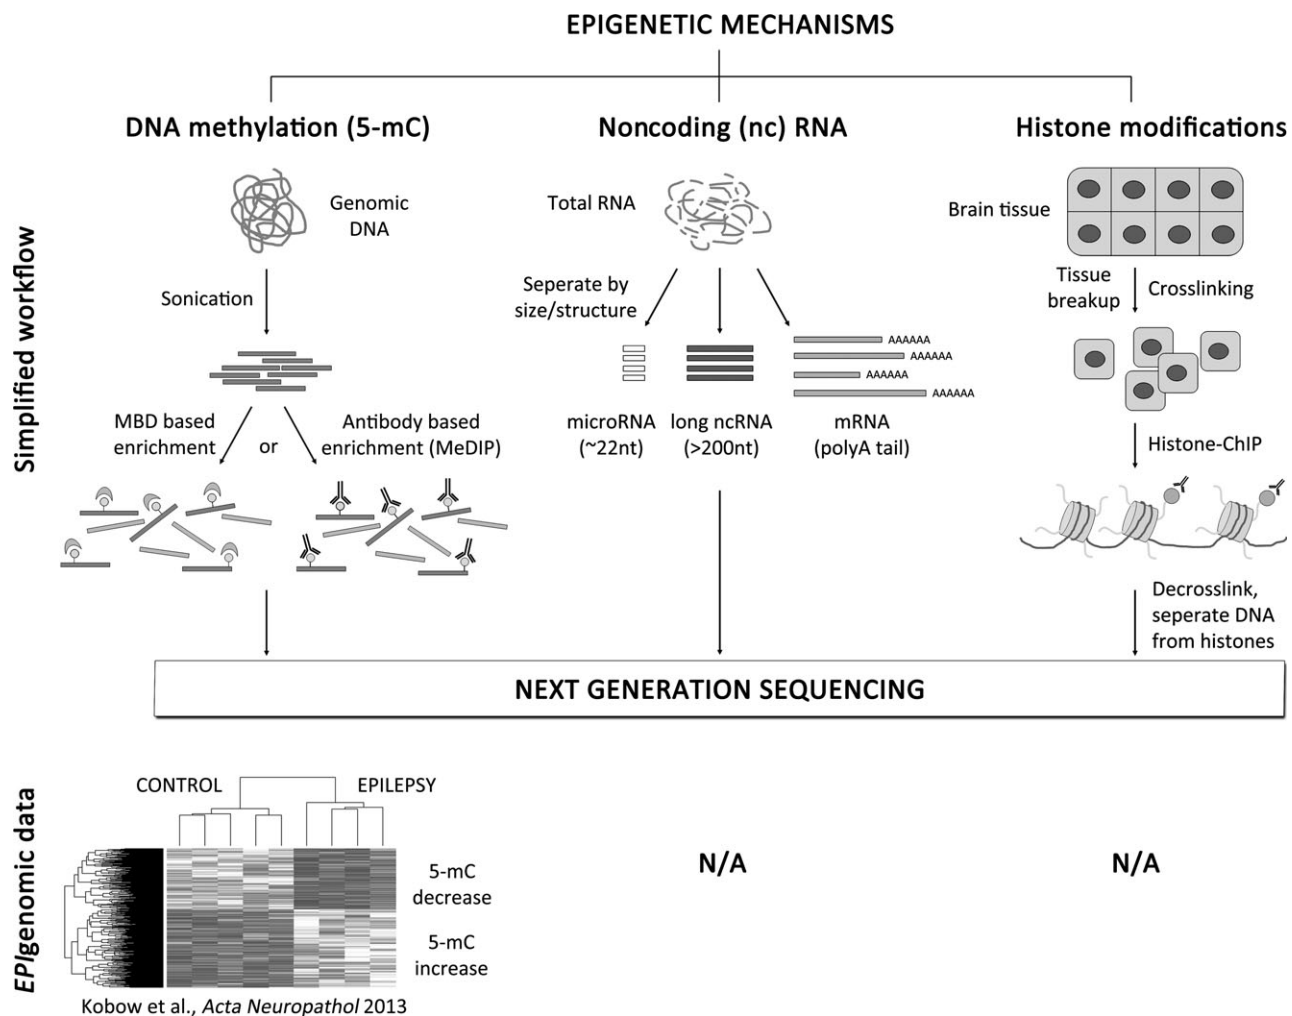 EPIGENETIC MECHANISMS
DNA methylation (5-mC)
Noncoding (nc) RNA
Histone modifications
Simplified workflow
Genomic
DNA
Sonication
MBD based
enrichment
or
Antibody based
enrichment (MeDIP)
Total RNA
Seperate by
size/structure
AAAAAA
AAAAAA
AAAAAA
AAAAAA
microRNA
(~22nt)
long ncRNA
(>200nt)
mRNA
(polyA tail)
Brain tissue
Tissue
breakup
Crosslinking
Histone-ChIP
Decrosslink,
seperate DNA
from histones
NEXT GENERATION SEQUENCING
EPIgenomic data
CONTROL
EPILEPSY
5-mC
decrease
5-mC
increase
Kobow et al., Acta Neuropathol 2013
N/A
N/A